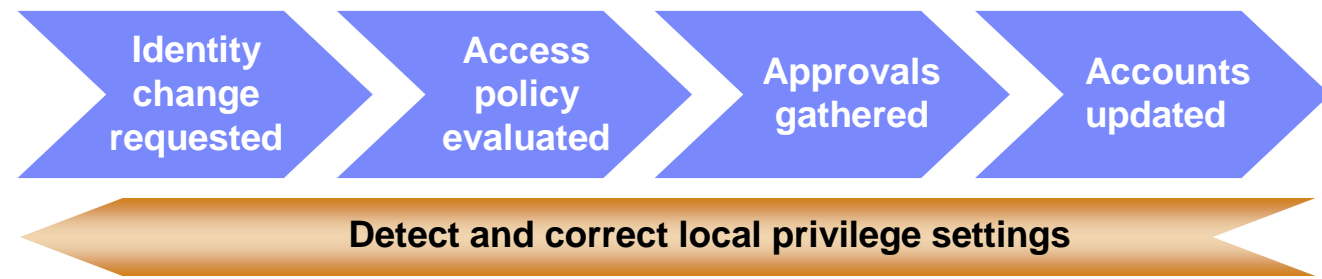 Identity
change
requested
Access
policy
evaluated
Approvals
gathered
Accounts
updated
Detect and correct local privilege settings